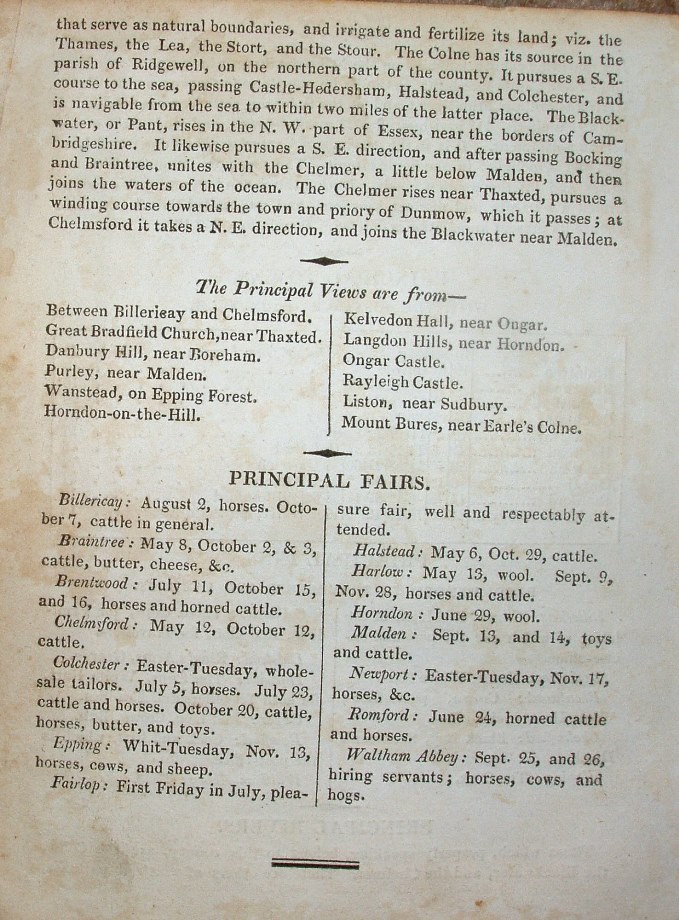 that serve as natural boundaries, and irrigate and fertilize its land; viz. the
Thames, the Lea, the Stort, and the Stour. The Colne has its source in the
parish of Ridgewell, on the northern part of the county. It pursues a S. E.
course to the sea, passing Castle-Hedersham, Halstead, and Colchester, and
is navigable from the sea to within two miles of the latter place. The Black-
water, or Pant, rises in the N. W. part of Essex, near the borders of Cam-
bridgeshire. It likewise pursues a S. E. direction, and after passing Bocking
and Braintree, unites with the Chelmer, a little below Malden, and then
joins the waters of the ocean. The Chelmer rises near Thaxted, pursues a
winding course towards the town and priory of Dunmow, which it passes; at
Chelmsford it takes a N. E. direction, and joins the Blackwater near Malden.
The Principal Views are from—
Between Billericay and Chelmsford.
Great Bradfield Church, near Thaxted.
Danbury Hill, near Boreham.
Purley, near Malden.
Wanstead, on Epping Forest.
Horndon-on-the-Hill.
Kelvedon Hall, near Ongar.
Langdon Hills, near Horndon.
Ongar Castle.
Rayleigh Castle.
Liston, near Sudbury.
Mount Bures, near Earle's Colne.
PRINCIPAL FAIRS.
Billericay: August 2, horses. Octo-
ber 7, cattle in general.
Braintree: May 8, October 2, & 3,
cattle, butter, cheese, &c.
Brentwood: July 11, October 15,
and 16, horses and horned cattle.
Chelmsford: May 12, October 12,
cattle.
Colchester: Easter-Tuesday, whole-
sale tailors. July 5, horses. July 23,
cattle and horses. October 20, cattle,
horses, butter, and toys.
Epping: Whit-Tuesday, Nov. 13,
horses, cows, and sheep.
Fairlop: First Friday in July, plea-
sure fair, well and respectably at-
tended.
Halstead: May 6, Oct. 29, cattle.
Harlow: May 13, wool. Sept. 9,
Nov. 28, horses and cattle.
Horndon: June 29, wool.
Malden: Sept. 13, and 14, toys
and cattle.
Newport: Easter-Tuesday, Nov. 17,
horses, &c.
Romford: June 24, horned cattle
and horses.
Waltham Abbey: Sept. 25, and 26,
hiring servants; horses, cows, and
hogs.